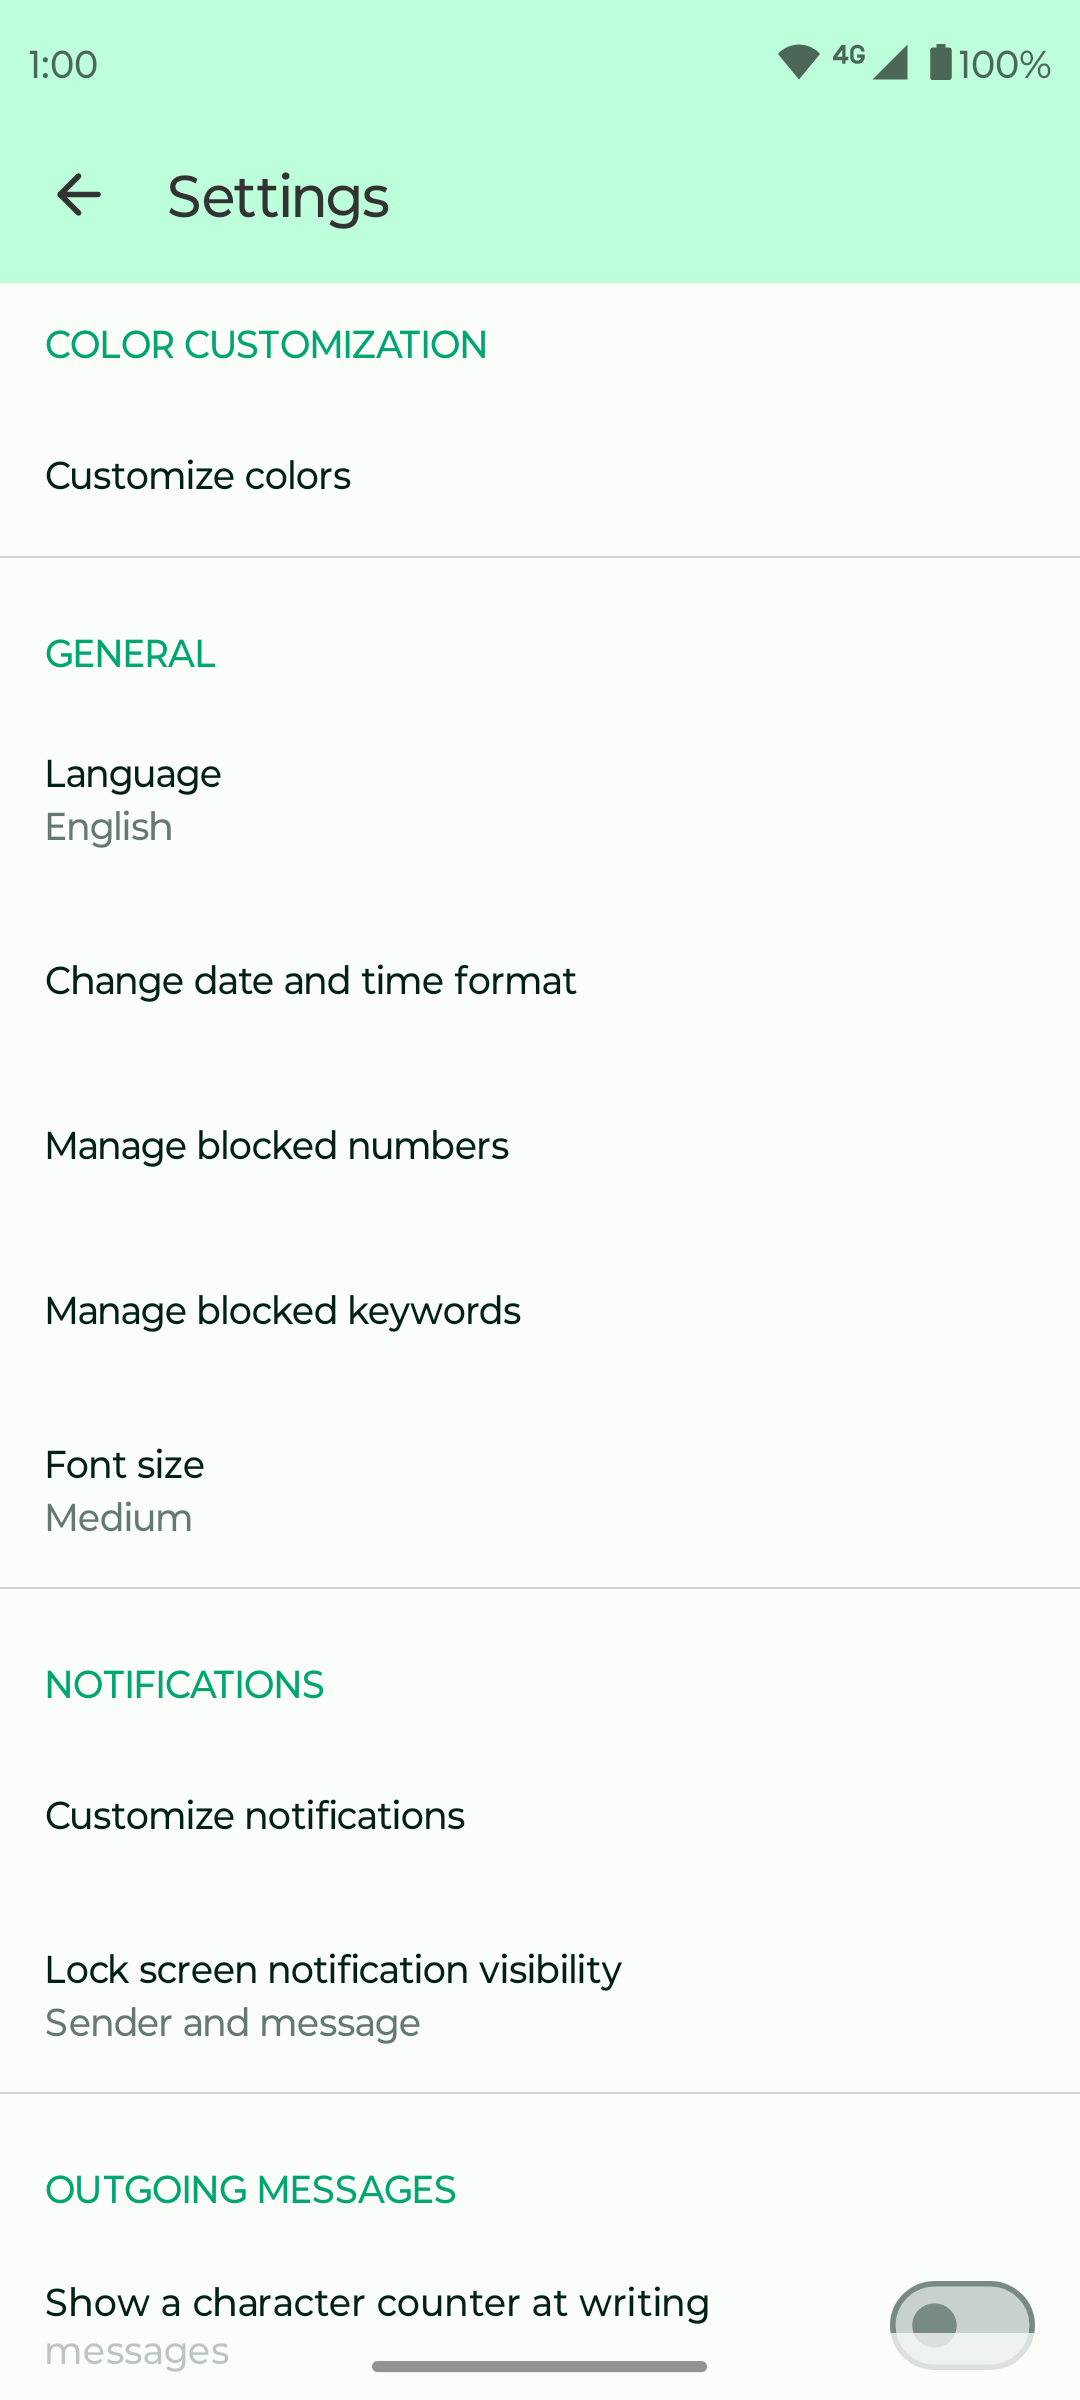 1:00 4G 100%
Settings
COLOR CUSTOMIZATION
Customize colors
GENERAL
Language
English
Change date and time format
Manage blocked numbers
Manage blocked keywords
Font size
Medium
NOTIFICATIONS
Customize notifications
Lock screen notification visibility
Sender and message
OUTGOING MESSAGES
Show a character counter at writing
messages